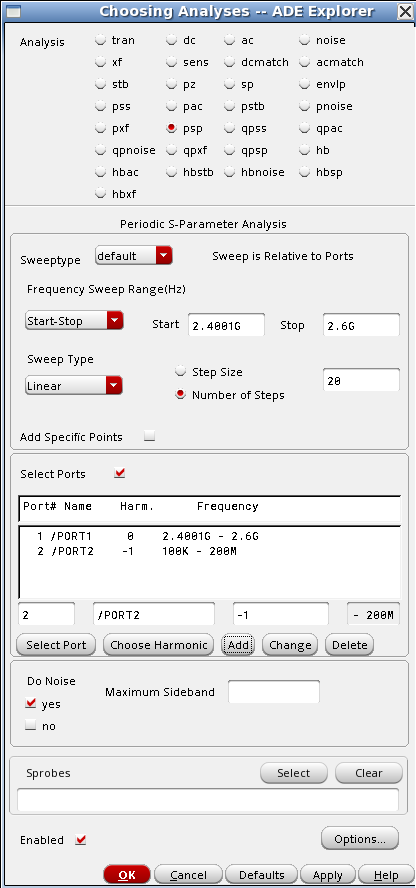 Choosing Analyses -- ADE Explorer
Analysis tran dc ac noise
xf sens dcmatch acmatch
stb pz sp envlp
pss pac pstb pnoise
pxf psp qpss qpac
qpnoise qpxf qpsp hb
hbac hbstb hbnoise hbsp
hbxf
Periodic S-Parameter Analysis
Sweeptype default Sweep is Relative to Ports
Frequency Sweep Range(Hz)
Start-Stop Start 2.4001G Stop 2.6G
Sweep Type
Step Size
Linear 20
Number of Steps
Add Specific Points
Select Ports
Port# Name Harm. Frequency
1 /PORT1 0 2.4001G - 2.6G
2 /PORT2 -1 100K - 200M
2 /PORT2 -1 - 200M
Select Port Choose Harmonic Add Change Delete
Do Noise
Maximum Sideband
yes
no
Sprobes Select Clear
Enabled Options...
OK Cancel Defaults Apply Help